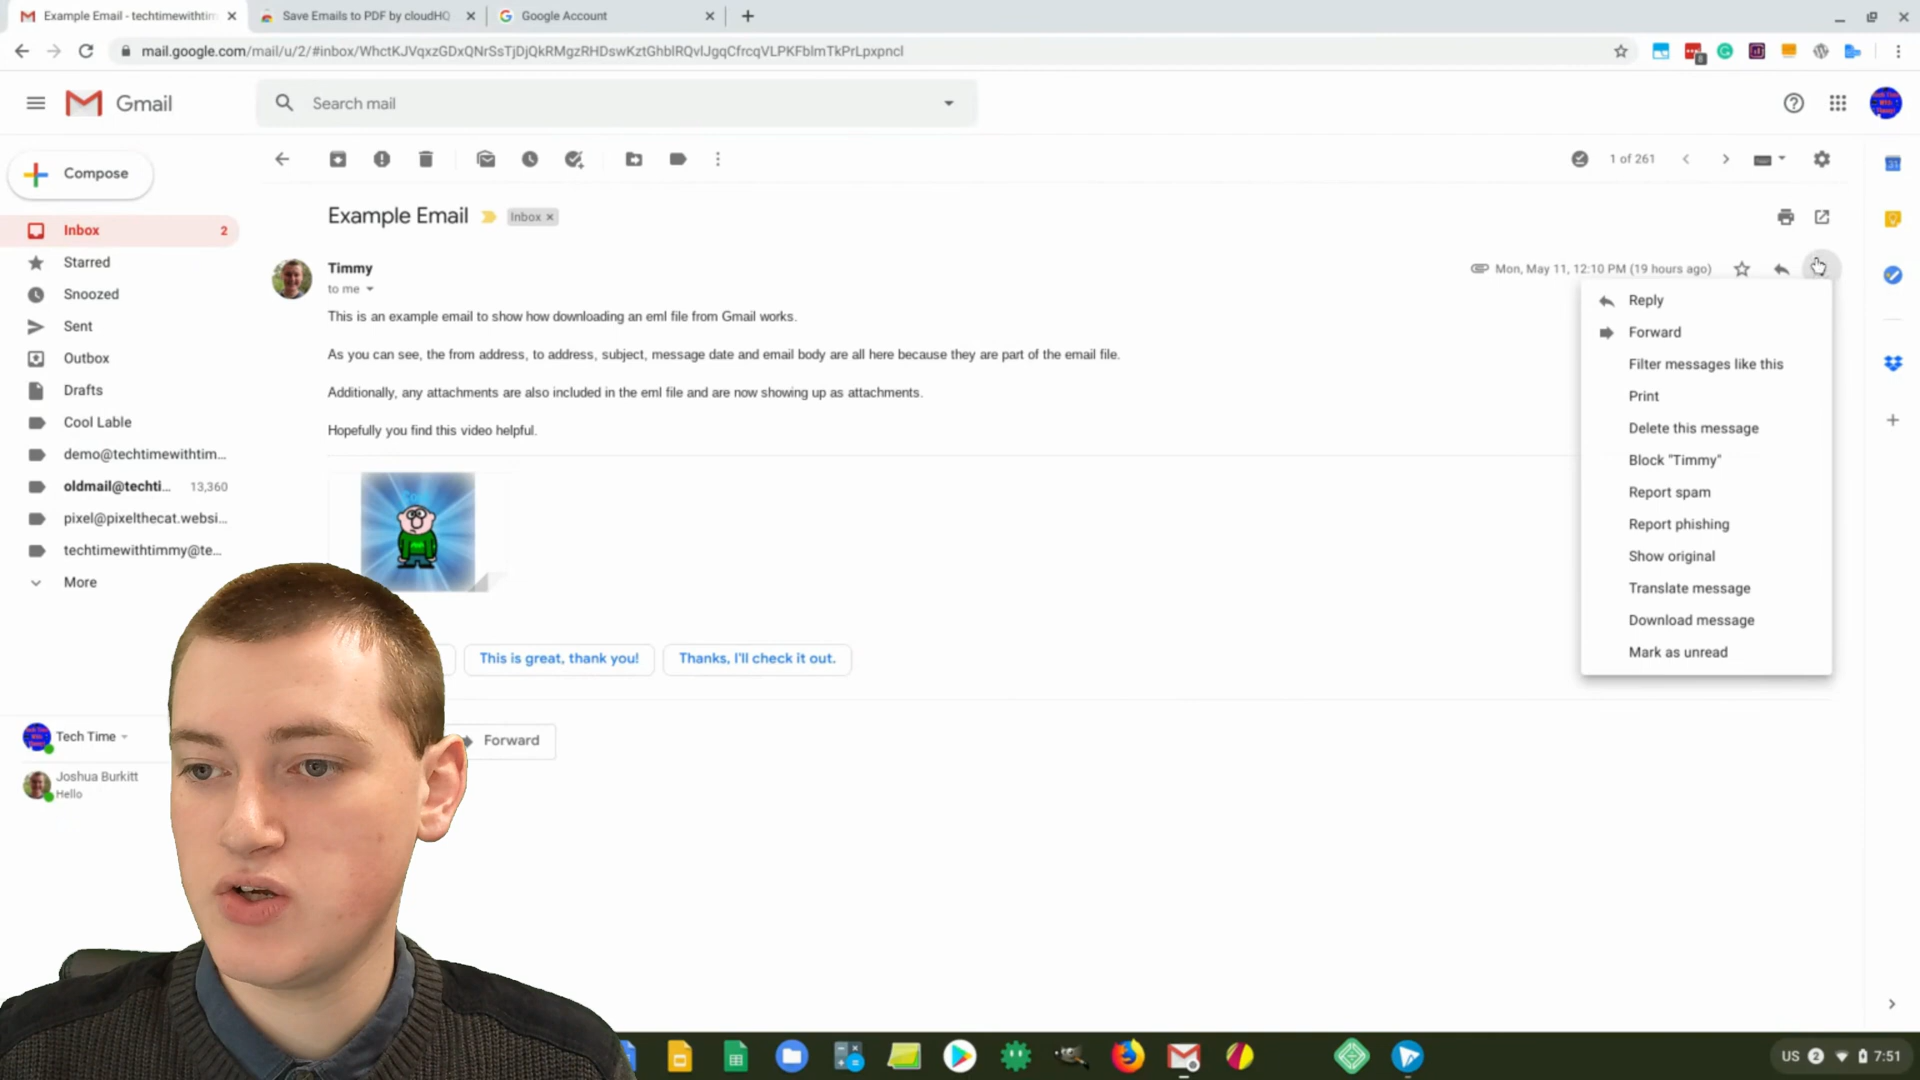 Example Email - techtimewithtim
Save Emails to PDF by cloudHQ
Google Account
mail.google.com/mail/u/2/#inbox/WhctKJVqxzGDxQNrSsTjDjQkRMgzRHDswKztGhblRQvlJgqCfrcqVLPKFblmTkPrLpxpncl
Gmail
Search mail
Compose
1 of 261
Inbox 2
Starred
Snoozed
Sent
Outbox
Drafts
Cool Lable
demo@techtimewithtim...
oldmail@techti... 13,360
pixel@pixelthecat.websi...
techtimewithtimmy@te...
More
Example Email
Inbox
Timmy
to me
Mon, May 11, 12:10 PM (19 hours ago)
This is an example email to show how downloading an eml file from Gmail works.
As you can see, the from address, to address, subject, message date and email body are all here because they are part of the email file.
Additionally, any attachments are also included in the eml file and are now showing up as attachments.
Hopefully you find this video helpful.
This is great, thank you!
Thanks, I'll check it out.
Forward
Reply
Forward
Filter messages like this
Print
Delete this message
Block "Timmy"
Report spam
Report phishing
Show original
Translate message
Download message
Mark as unread
Tech Time
Joshua Burkitt
Hello
US 2 7:51